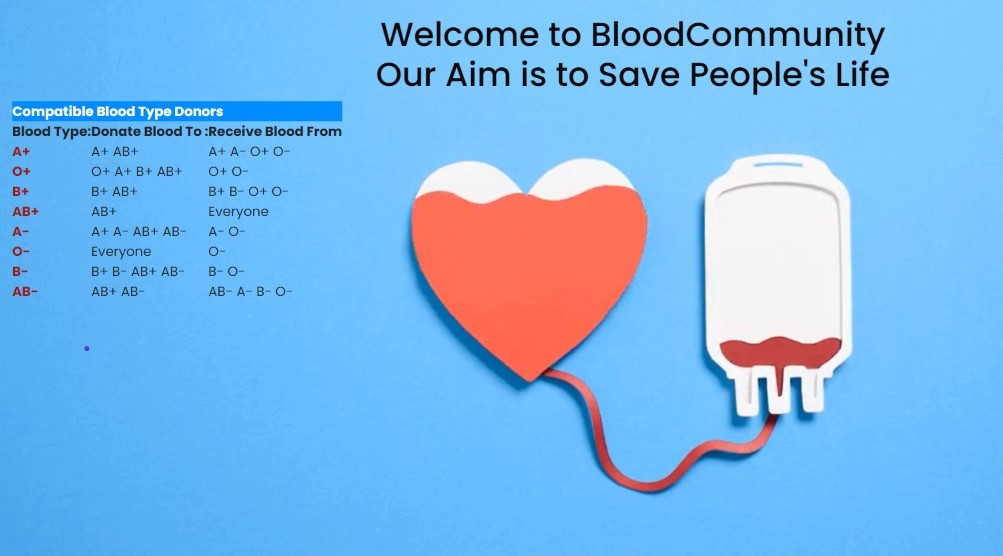 Welcome to BloodCommunity
Our Aim is to Save People's Life
Compatible Blood Type Donors
Blood Type:Donate Blood To :Receive Blood From
A+ A+ AB+ A+ A- O+ O-
O+ O+ A+ B+ AB+ O+ O-
B+ B+ AB+ B+ B- O+ O-
AB+ AB+ Everyone
A- A+ A- AB+ AB- A- O-
O- Everyone O-
B- B+ B- AB+ AB- B- O-
AB- AB+ AB- AB- A- B- O-